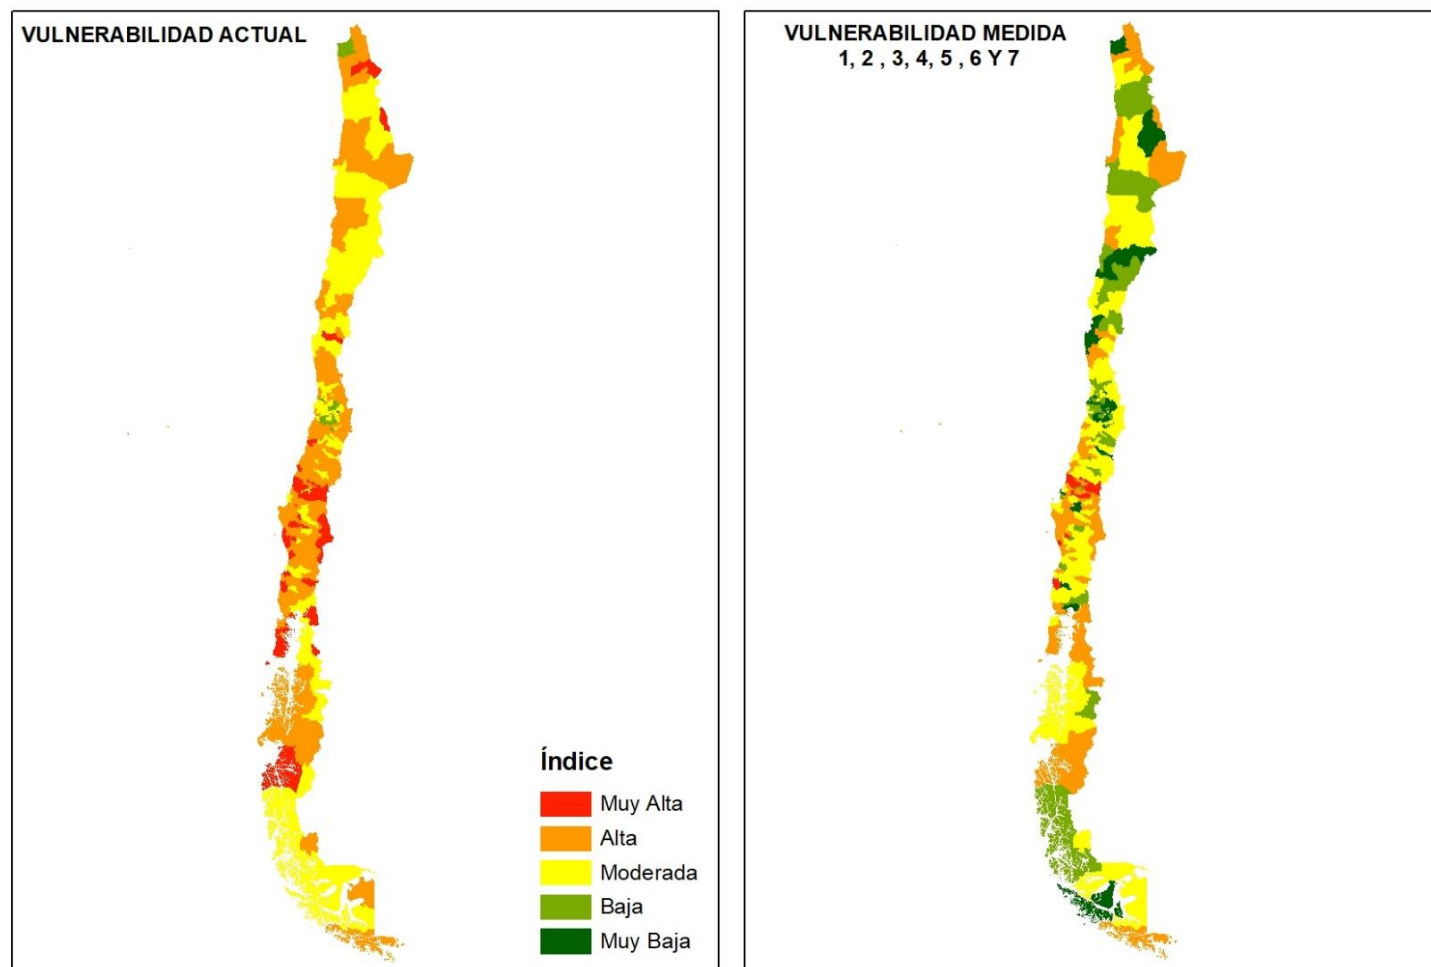 VULNERABILIDAD ACTUAL
VULNERABILIDAD MEDIDA
1, 2 , 3, 4, 5 , 6 Y 7
Índice
Muy Alta
Alta
Moderada
Baja
Muy Baja